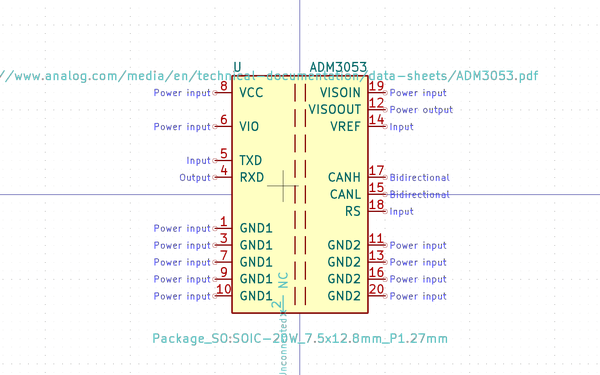 U ADM3053
//www.analog.com/media/en/technical-documentation/data-sheets/ADM3053.pdf
Power input 8 VCC VISOIN 19 Power input
VISOOUT 12 Power output
Power input 6 VIO VREF 14 Input
Input 5 TXD
Output 4 RXD CANH 17 Bidirectional
CANL 15 Bidirectional
RS 18 Input
Power input 1 GND1
Power input 3 GND1 GND2 11 Power input
Power input 7 GND1 GND2 13 Power input
Power input 9 GND1 GND2 16 Power input
Power input 10 GND1 GND2 20 Power input
NC
2
Unconnected
Package_SO:SOIC-20W_7.5x12.8mm_P1.27mm